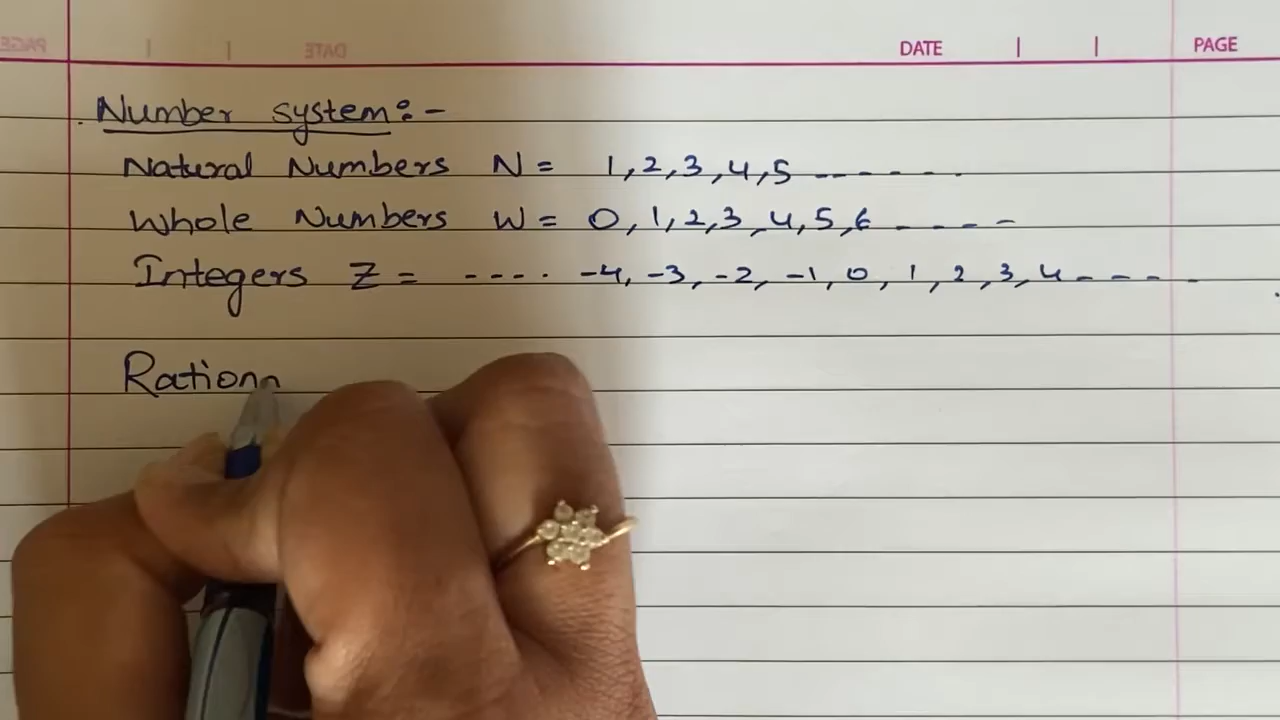 DATE | | PAGE
Number system:-
Natural Numbers N = 1,2,3,4,5 ------
Whole Numbers W = 0,1,2,3,4,5,6 ----
Integers Z = ---- -4, -3, -2, -1, 0, 1, 2, 3, 4 ----
Ration